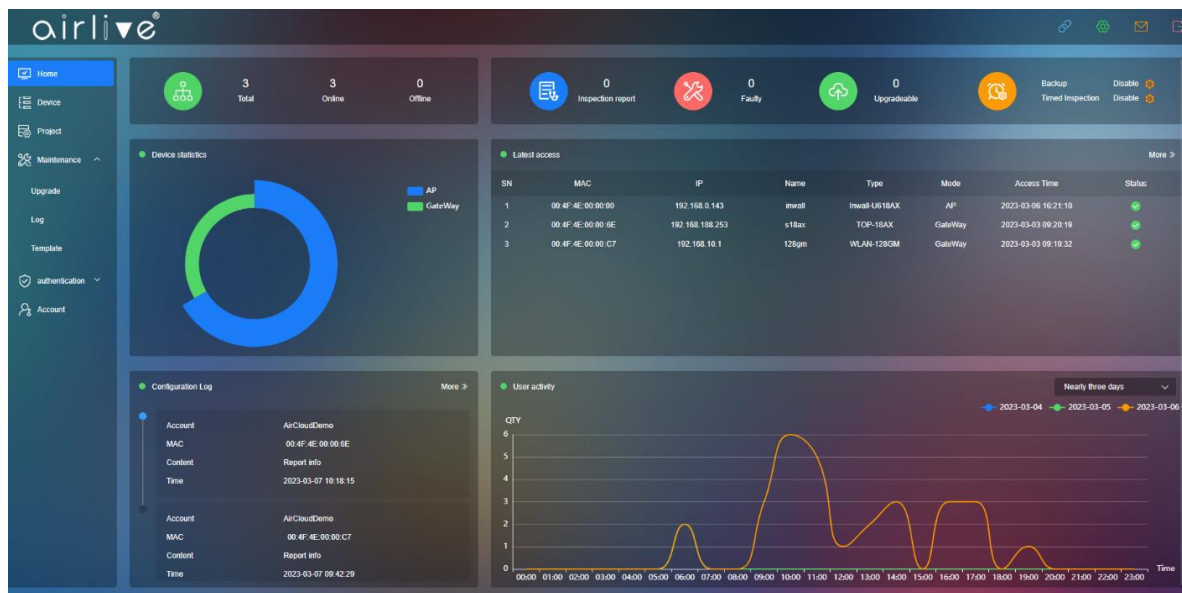 airlive®
Home
Device
Project
Maintenance
Upgrade
Log
Template
authentication
Account
3 3 0
Total Online Offline
0 0 0 Backup Disable
Inspection report Faulty Upgradeable Timed Inspection Disable
Device statistics
AP
GateWay
Latest access More »
SN MAC IP Name Type Mode Access Time Status
1 00:4F:4E:00:00:00 192.168.0.143 inwall Inwall-U618AX AP 2023-03-06 16:21:10
2 00:4F:4E:00:00:6E 192.168.188.253 s18ax TOP-18AX GateWay 2023-03-03 09:20:19
3 00:4F:4E:00:00:C7 192.168.10.1 128gm WLAN-128GM GateWay 2023-03-03 09:19:32
Configuration Log More »
Account AirCloudDemo
MAC 00:4F:4E:00:00:6E
Content Report info
Time 2023-03-07 10:18:15
Account AirCloudDemo
MAC 00:4F:4E:00:00:C7
Content Report info
Time 2023-03-07 09:42:29
User activity Nearly three days
2023-03-04 2023-03-05 2023-03-06
QTY
6
5
4
3
2
1
0
00:00 01:00 02:00 03:00 04:00 05:00 06:00 07:00 08:00 09:00 10:00 11:00 12:00 13:00 14:00 15:00 16:00 17:00 18:00 19:00 20:00 21:00 22:00 23:00 Time